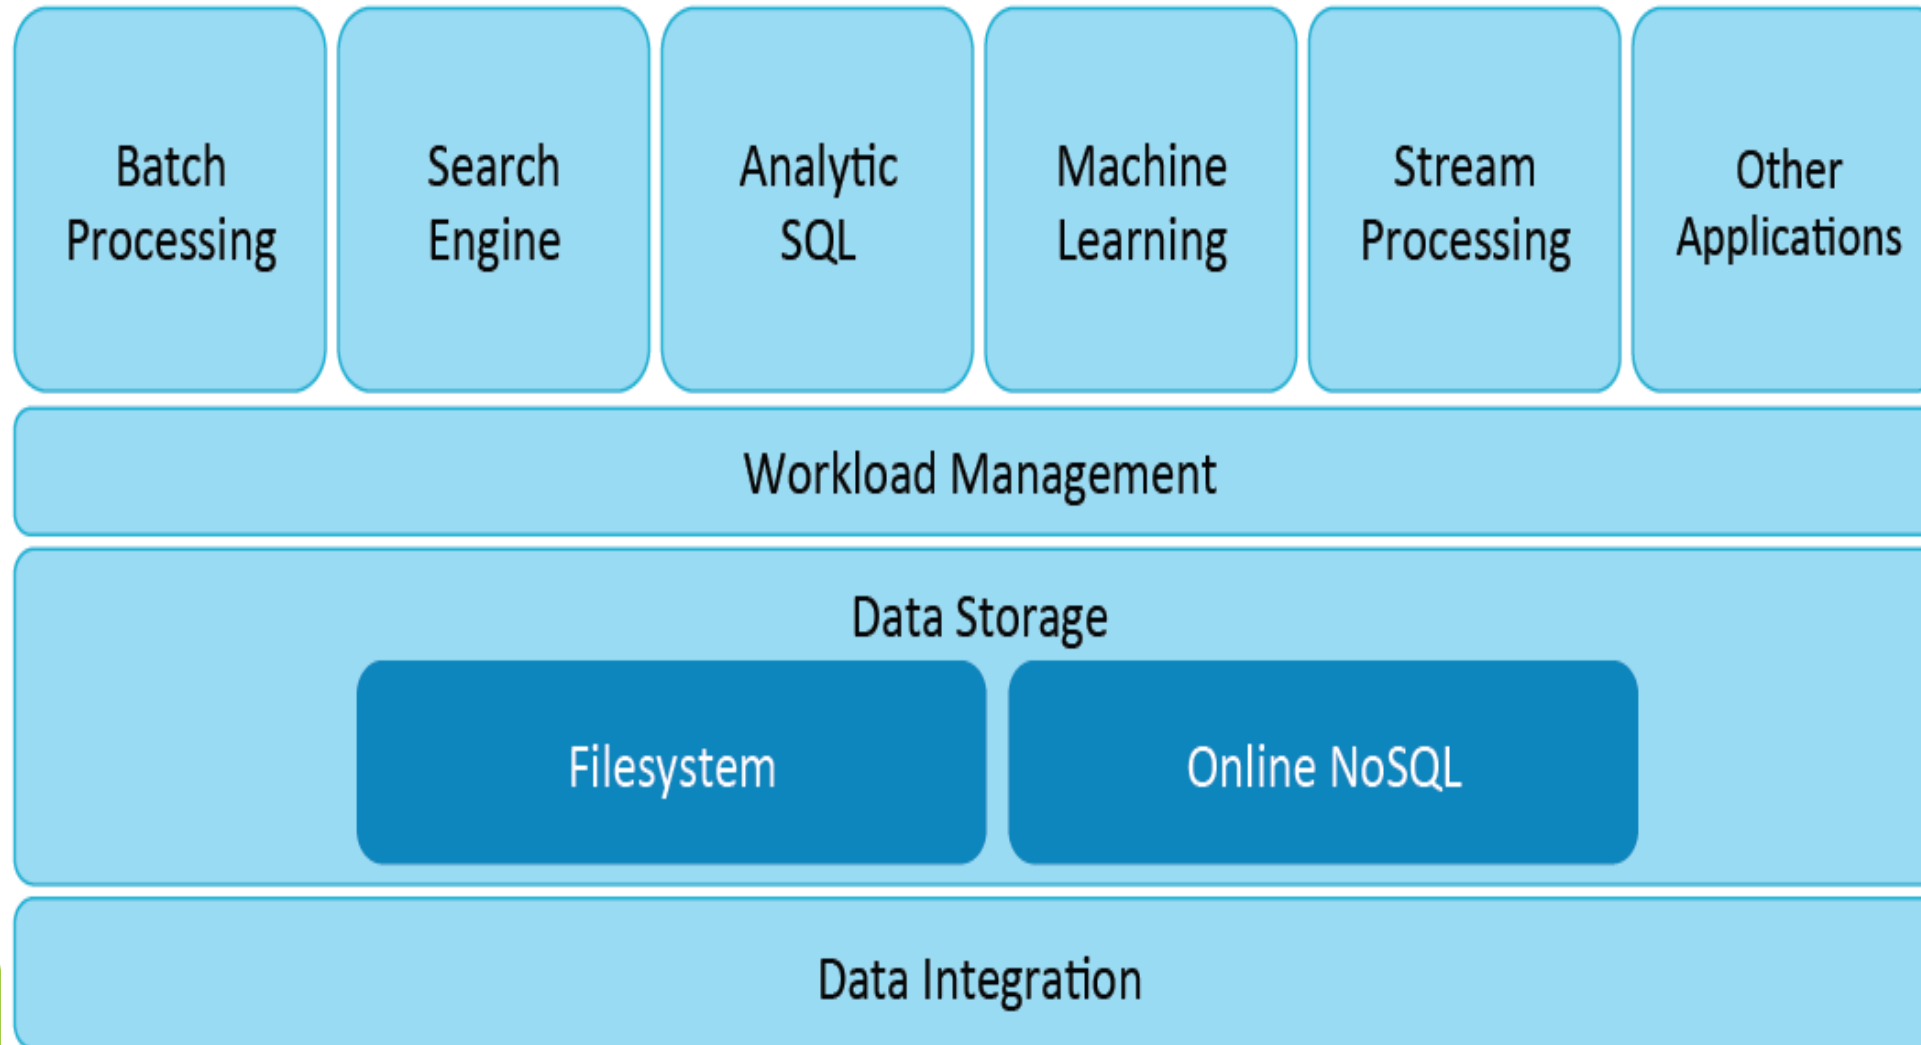 Batch
Processing
Search
Engine
Analytic
SQL
Machine
Learning
Stream
Processing
Other
Applications
Workload Management
Data Storage
Filesystem
Online NoSQL
Data Integration